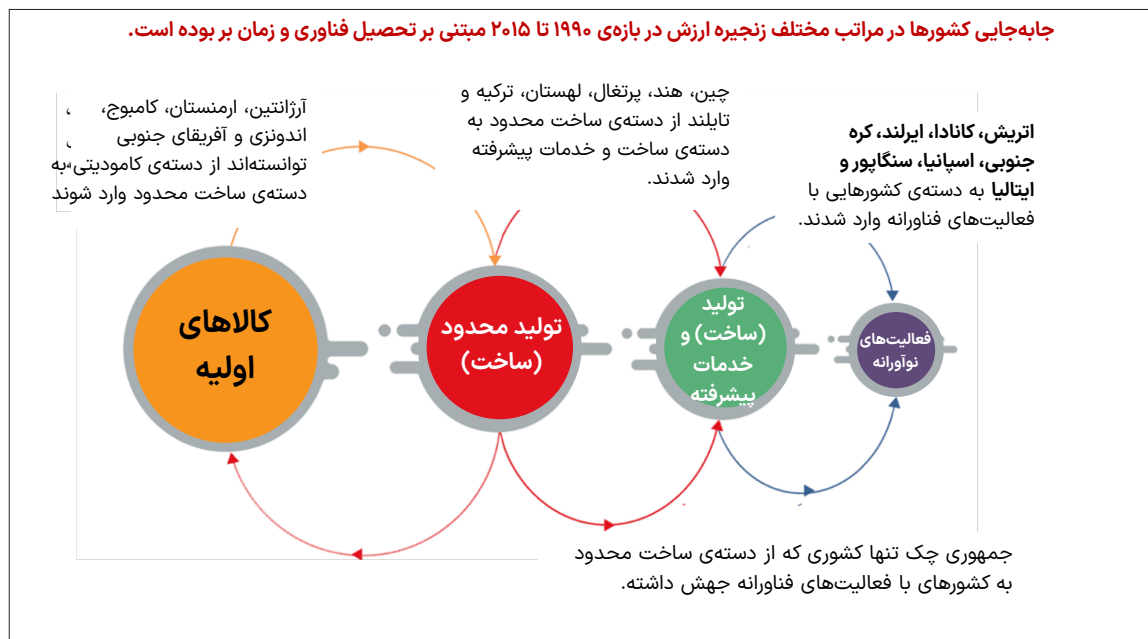 جابه‌جایی کشورها در مراتب مختلف زنجیره ارزش در بازه‌ی ۱۹۹۰ تا ۲۰۱۵ مبتنی بر تحصیل فناوری و زمان بر بوده است.
اتریش، کانادا، ایرلند، کره
جنوبی، اسپانیا، سنگاپور و
ایتالیا به دسته‌ی کشورهایی با
فعالیت‌های فناورانه وارد شدند.
چین، هند، پرتغال، لهستان، ترکیه و
تایلند از دسته‌ی ساخت محدود به
دسته‌ی ساخت و خدمات پیشرفته
وارد شدند.
آرژانتین، ارمنستان، کامبوج،
اندونزی و آفریقای جنوبی
توانسته‌اند از دسته‌ی کامودیتی به
دسته‌ی ساخت محدود وارد شوند
فعالیت‌های
نوآورانه
تولید
(ساخت) و
خدمات
پیشرفته
تولید محدود
(ساخت)
کالاهای
اولیه
جمهوری چک تنها کشوری که از دسته‌ی ساخت محدود
به کشورهای با فعالیت‌های فناورانه جهش داشته.